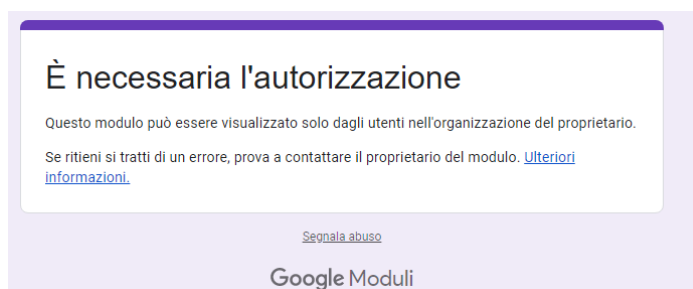 È necessaria l'autorizzazione
Questo modulo può essere visualizzato solo dagli utenti nell'organizzazione del proprietario.
Se ritieni si tratti di un errore, prova a contattare il proprietario del modulo. Ulteriori
informazioni.
Segnala abuso
Google Moduli